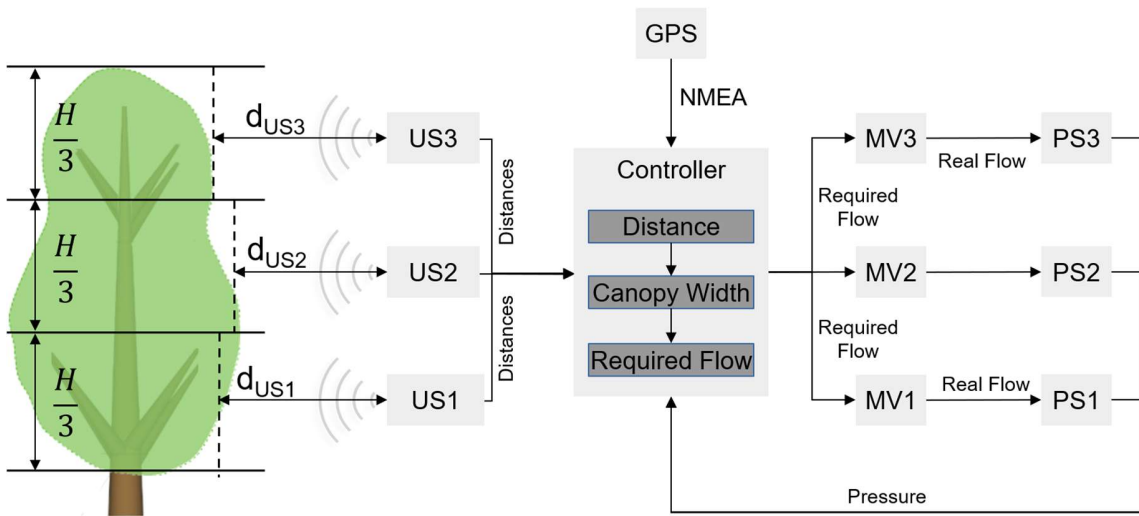 GPS
NMEA
H
3
d_US3
US3
Distances
Controller
MV3
Real Flow
PS3
Required
Flow
Distance
H
3
d_US2
US2
Canopy Width
MV2
PS2
Distances
Required
Flow
Required Flow
H
3
d_US1
US1
MV1
Real Flow
PS1
Pressure